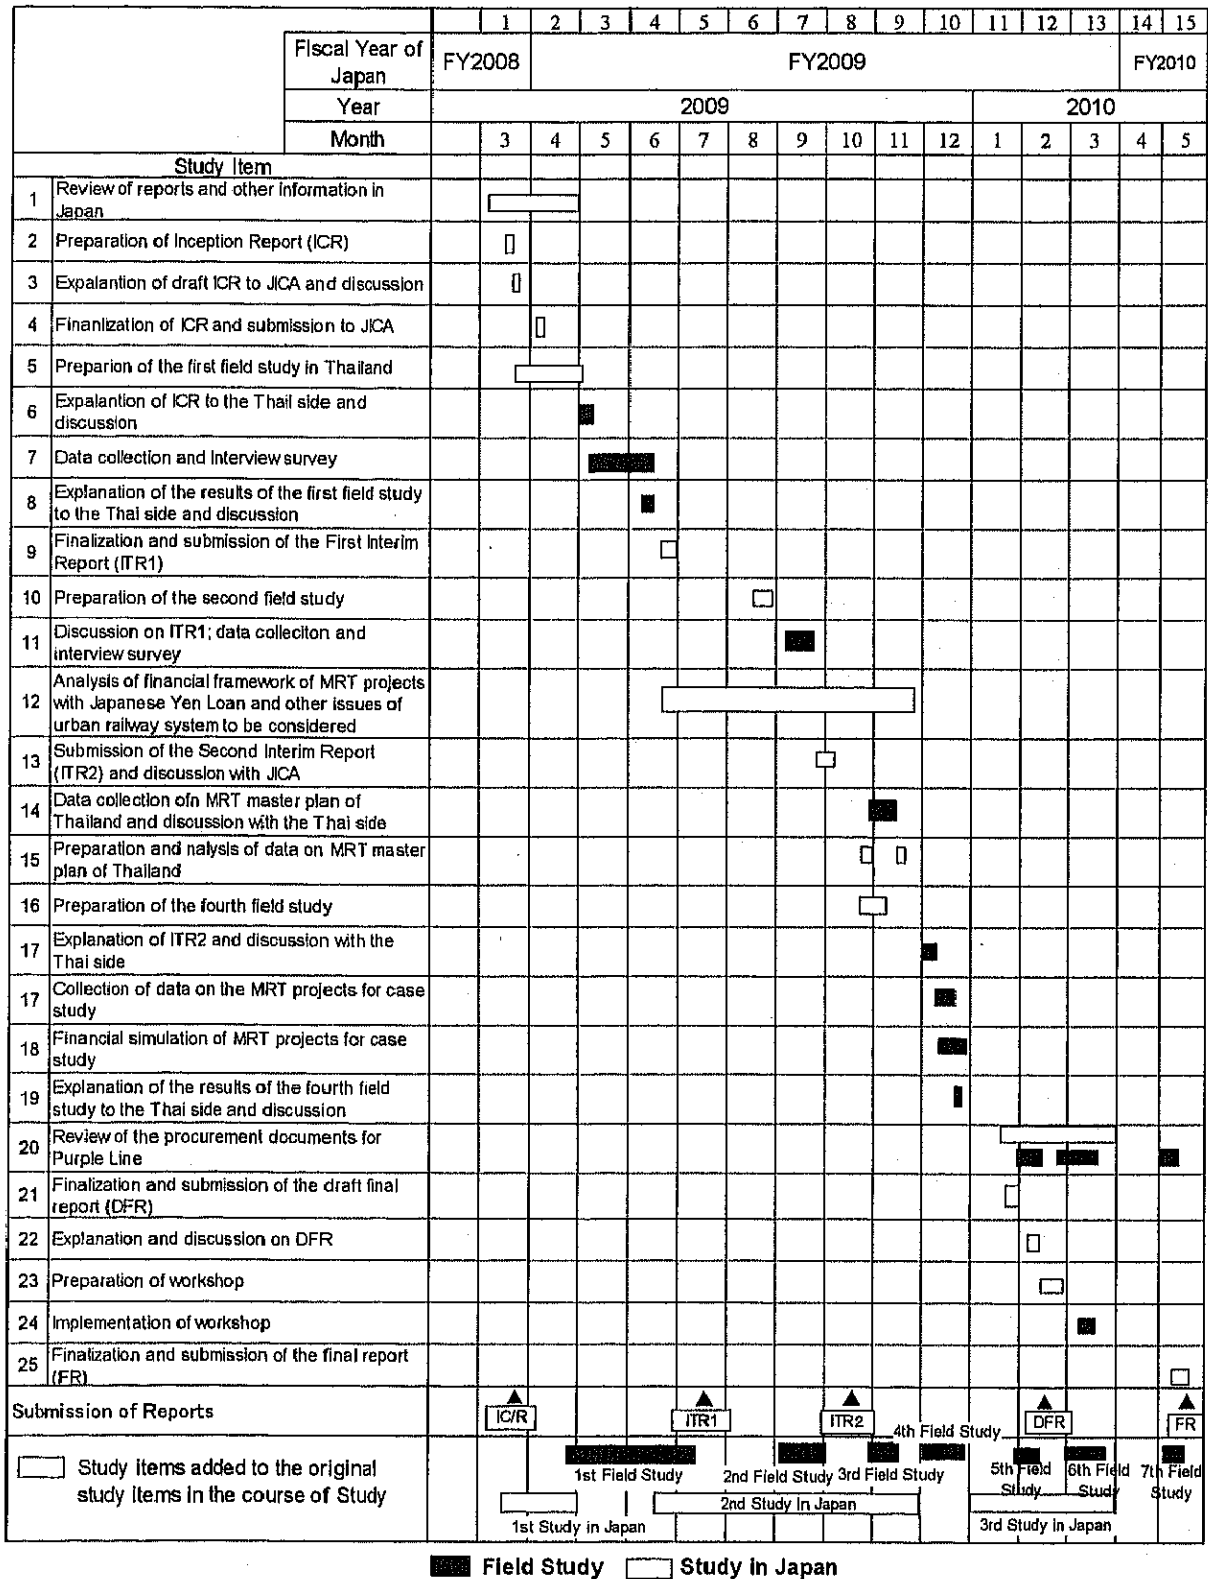 1 2 3 4 5 6 7 8 9 10 11 12 13 14 15
Fiscal Year of
Japan
FY2008 FY2009 FY2010
Year 2009 2010
Month 3 4 5 6 7 8 9 10 11 12 1 2 3 4 5
Study Item
1 Review of reports and other information in
Japan
2 Preparation of Inception Report (ICR)
3 Expalantion of draft ICR to JICA and discussion
4 Finanlization of ICR and submission to JICA
5 Preparion of the first field study in Thailand
6 Expalantion of ICR to the Thail side and
discussion
7 Data collection and Interview survey
8 Explanation of the results of the first field study
to the Thai side and discussion
9 Finalization and submission of the First Interim
Report (ITR1)
10 Preparation of the second field study
11 Discussion on ITR1; data colleciton and
interview survey
12 Analysis of financial framework of MRT projects
with Japanese Yen Loan and other issues of
urban railway system to be considered
13 Submission of the Second Interim Report
(ITR2) and discussion with JICA
14 Data collection ofn MRT master plan of
Thailand and discussion with the Thai side
15 Preparation and nalysis of data on MRT master
plan of Thailand
16 Preparation of the fourth field study
17 Explanation of ITR2 and discussion with the
Thai side
17 Collection of data on the MRT projects for case
study
18 Financial simulation of MRT projects for case
study
19 Explanation of the results of the fourth field
study to the Thai side and discussion
20 Review of the procurement documents for
Purple Line
21 Finalization and submission of the draft final
report (DFR)
22 Explanation and discussion on DFR
23 Preparation of workshop
24 Implementation of workshop
25 Finalization and submission of the final report
(FR)
Submission of Reports IC/R ITR1 ITR2 DFR FR
Study items added to the original
study items in the course of Study
1st Field Study 2nd Field Study 3rd Field Study 4th Field Study
5th Field
Study
6th Field
Study
7th Field
Study
1st Study in Japan 2nd Study In Japan 3rd Study in Japan
Field Study Study in Japan